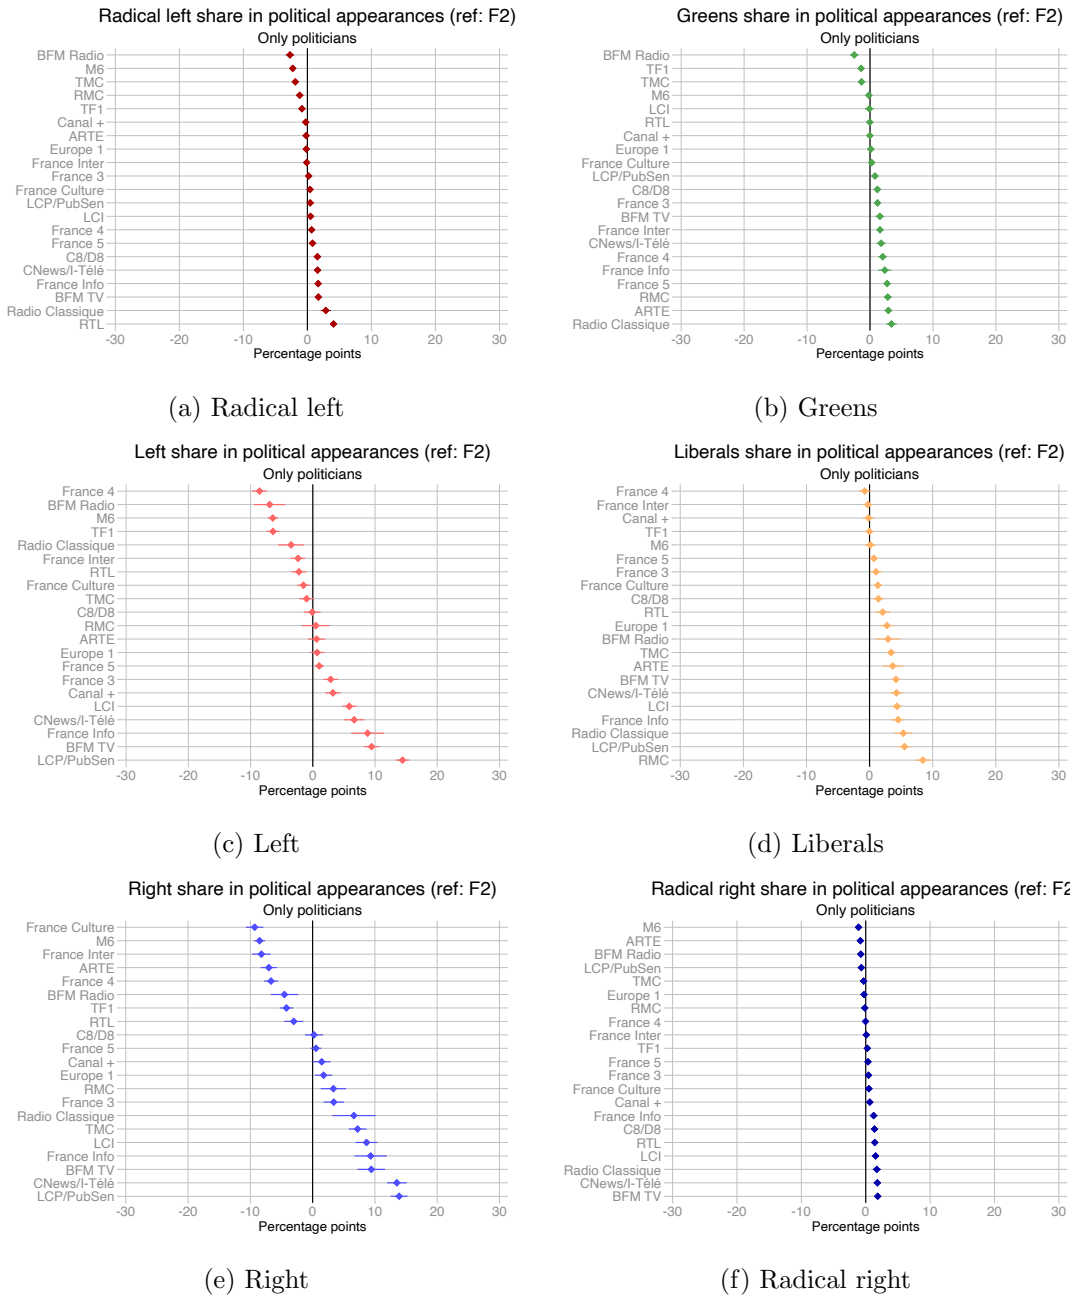 Radical left share in political appearances (ref: F2)
Only politicians
BFM Radio
M6
TMC
RMC
TF1
Canal +
ARTE
Europe 1
France Inter
France 3
France Culture
LCP/PubSen
LCI
France 4
France 5
C8/D8
CNews/I-Télé
France Info
BFM TV
Radio Classique
RTL
-30 -20 -10 0 10 20 30
Percentage points
(a) Radical left
Greens share in political appearances (ref: F2)
Only politicians
BFM Radio
TF1
TMC
M6
LCI
RTL
Canal +
Europe 1
France Culture
LCP/PubSen
C8/D8
France 3
BFM TV
France Inter
CNews/I-Télé
France 4
France Info
France 5
RMC
ARTE
Radio Classique
-30 -20 -10 0 10 20 30
Percentage points
(b) Greens
Left share in political appearances (ref: F2)
Only politicians
France 4
BFM Radio
M6
TF1
Radio Classique
France Inter
RTL
France Culture
TMC
C8/D8
RMC
ARTE
Europe 1
France 5
France 3
Canal +
LCI
CNews/I-Télé
France Info
BFM TV
LCP/PubSen
-30 -20 -10 0 10 20 30
Percentage points
(c) Left
Liberals share in political appearances (ref: F2)
Only politicians
France 4
France Inter
Canal +
TF1
M6
France 5
France 3
France Culture
C8/D8
RTL
Europe 1
BFM Radio
TMC
ARTE
BFM TV
CNews/I-Télé
LCI
France Info
Radio Classique
LCP/PubSen
RMC
-30 -20 -10 0 10 20 30
Percentage points
(d) Liberals
Right share in political appearances (ref: F2)
Only politicians
France Culture
M6
France Inter
ARTE
France 4
BFM Radio
TF1
RTL
C8/D8
France 5
Canal +
Europe 1
RMC
France 3
Radio Classique
TMC
LCI
France Info
BFM TV
CNews/I-Télé
LCP/PubSen
-30 -20 -10 0 10 20 30
Percentage points
(e) Right
Radical right share in political appearances (ref: F2
Only politicians
M6
ARTE
BFM Radio
LCP/PubSen
TMC
Europe 1
RMC
France 4
France Inter
TF1
France 5
France 3
France Culture
Canal +
France Info
C8/D8
RTL
LCI
Radio Classique
CNews/I-Télé
BFM TV
-30 -20 -10 0 10 20 30
Percentage points
(f) Radical right